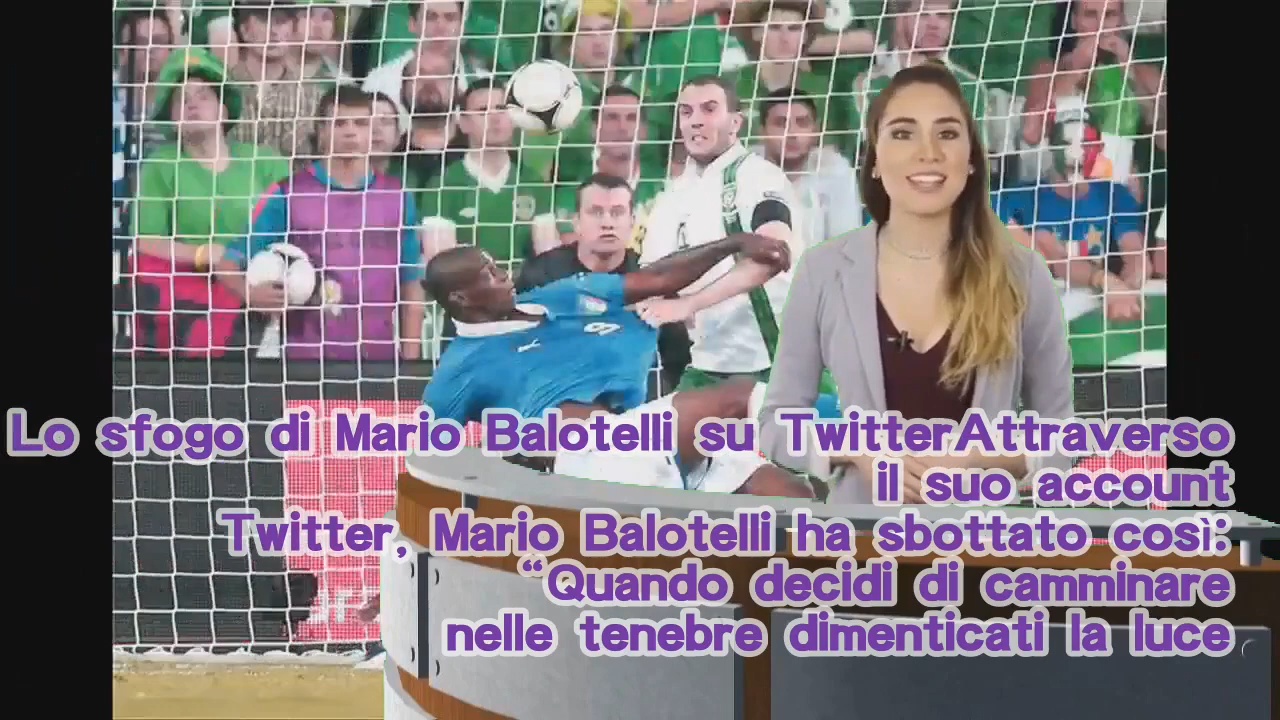 Lo sfogo di Mario Balotelli su TwitterAttraverso
il suo account
Twitter, Mario Balotelli ha sbottato così:
“Quando decidi di camminare
nelle tenebre dimenticati la luce
9